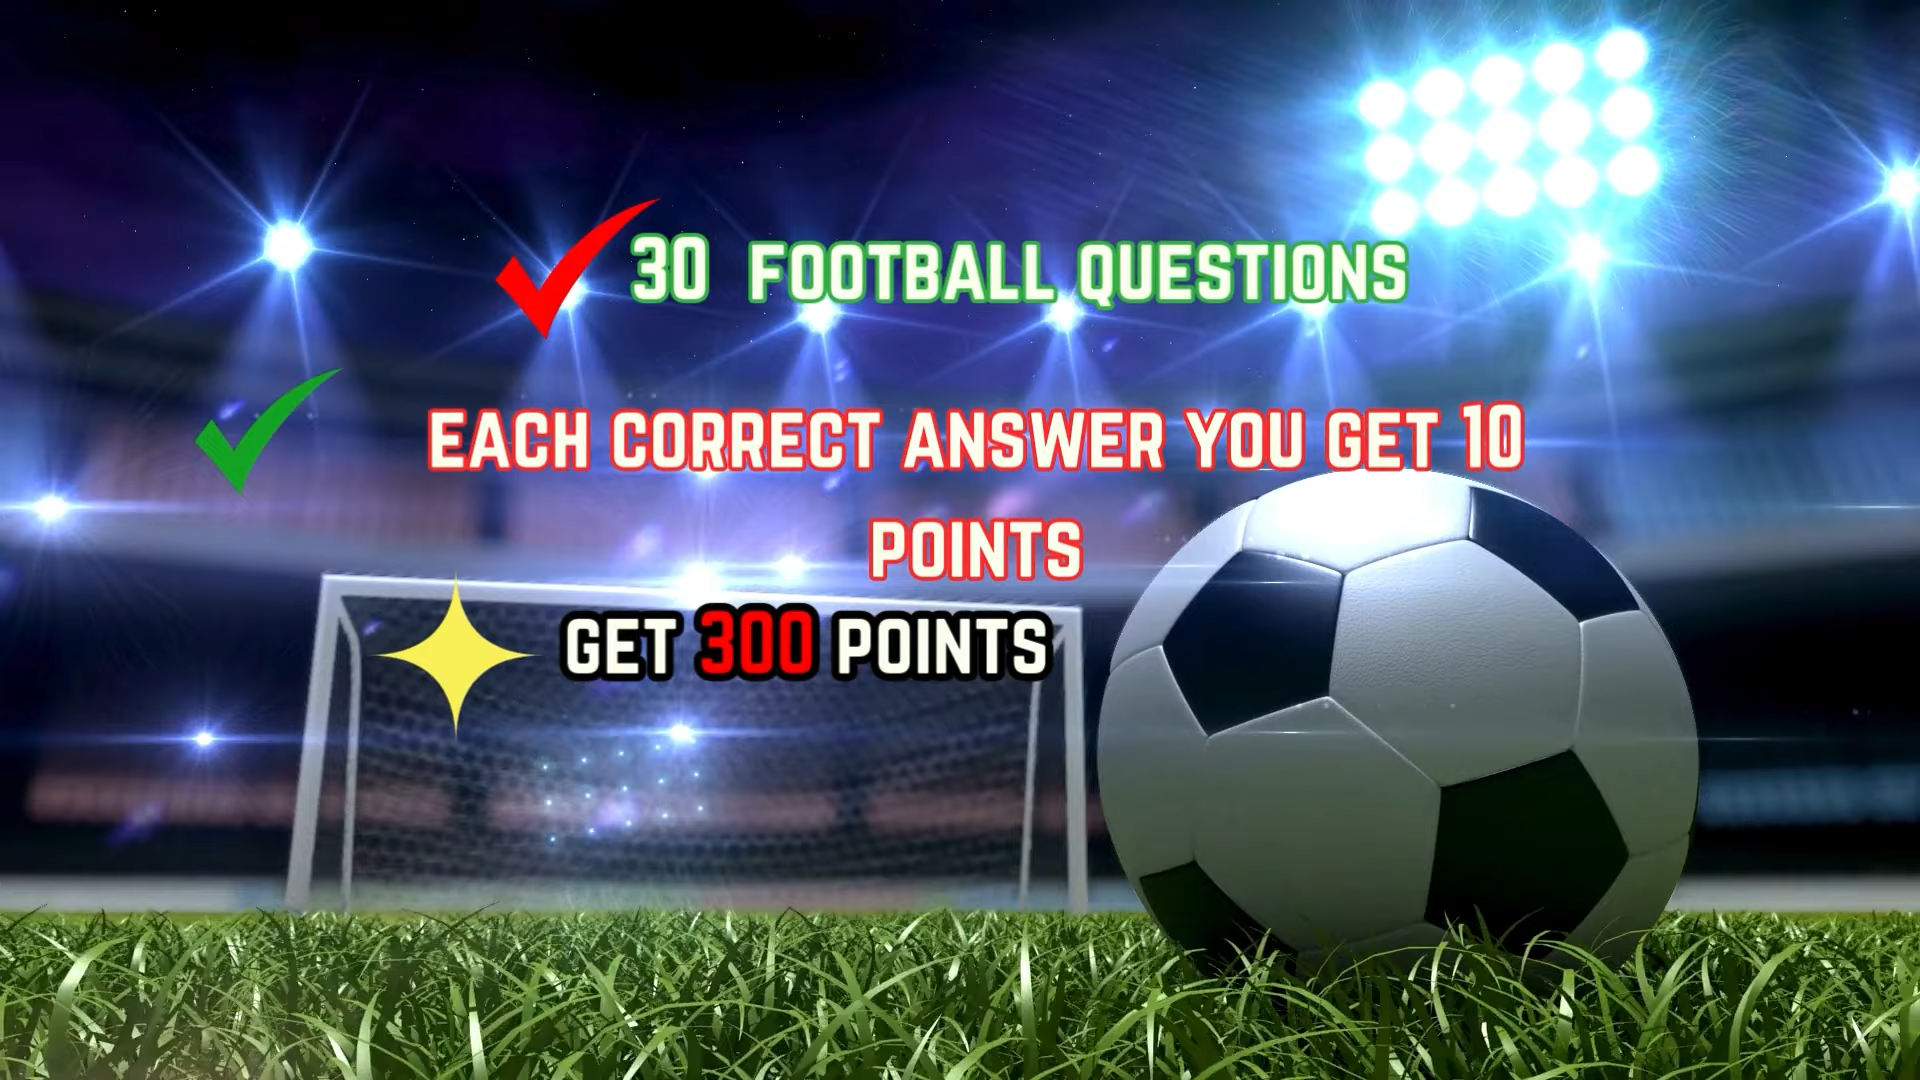 30 FOOTBALL QUESTIONS
EACH CORRECT ANSWER YOU GET 10
POINTS
GET 300 POINTS